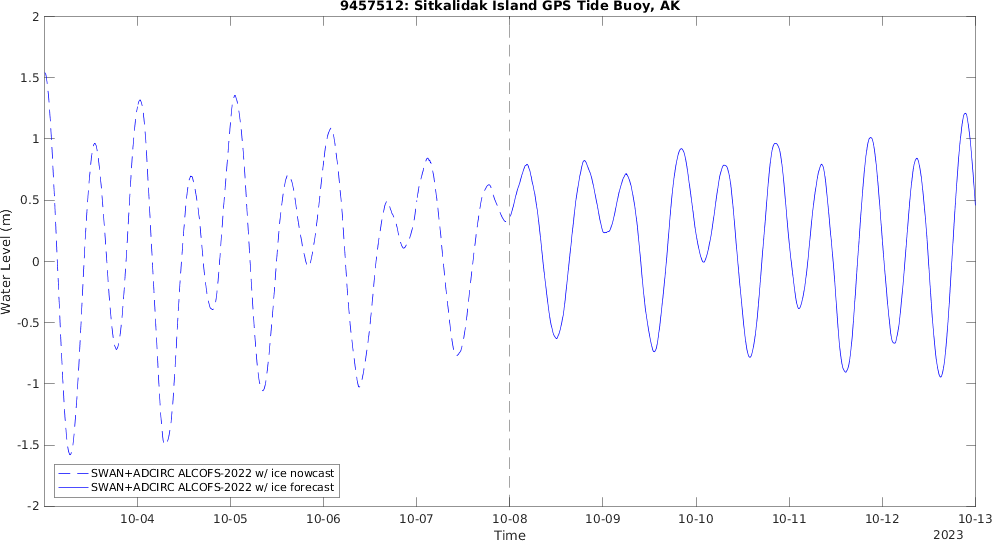 9457512: Sitkalidak Island GPS Tide Buoy, AK
2
1.5
1
0.5
0
-0.5
-1
-1.5
-2
Water Level (m)
SWAN+ADCIRC ALCOFS-2022 w/ ice nowcast
SWAN+ADCIRC ALCOFS-2022 w/ ice forecast
10-04 10-05 10-06 10-07 10-08 10-09 10-10 10-11 10-12 10-13
Time
2023